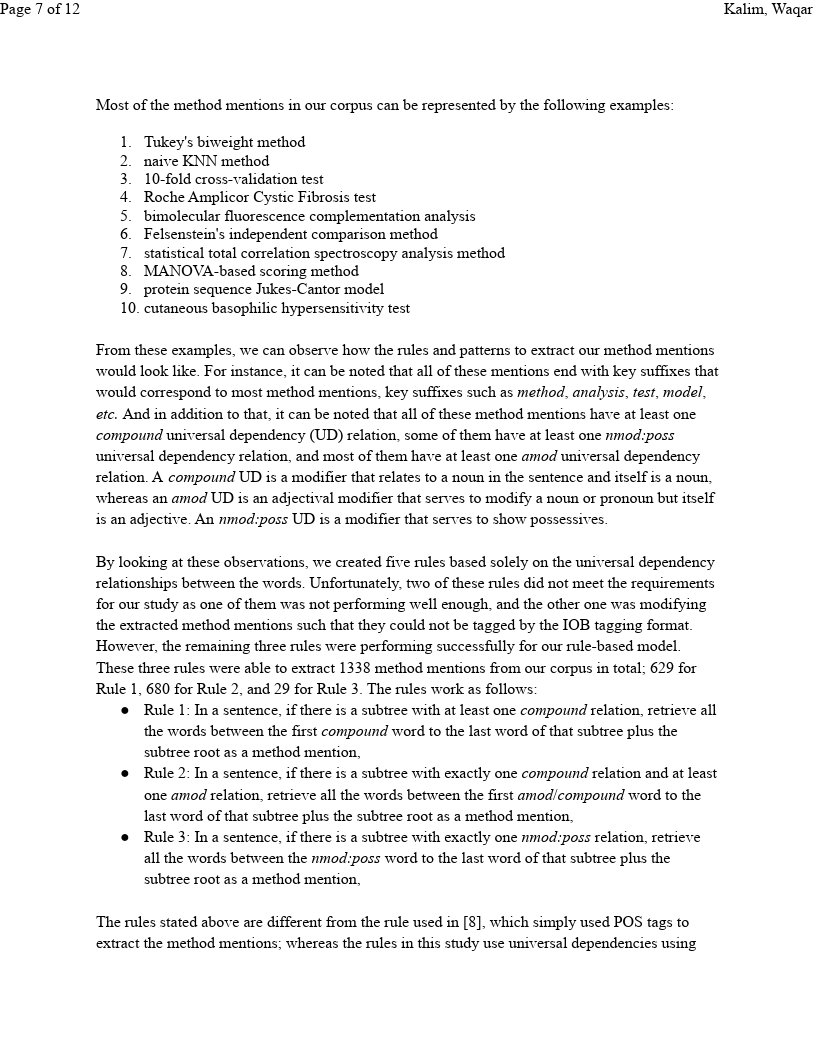 Page 7 of 12 Kalim, Waqar
Most of the method mentions in our corpus can be represented by the following examples:
1. Tukey's biweight method
2. naive KNN method
3. 10-fold cross-validation test
4. Roche Amplicor Cystic Fibrosis test
5. bimolecular fluorescence complementation analysis
6. Felsenstein's independent comparison method
7. statistical total correlation spectroscopy analysis method
8. MANOVA-based scoring method
9. protein sequence Jukes-Cantor model
10. cutaneous basophilic hypersensitivity test
From these examples, we can observe how the rules and patterns to extract our method mentions
would look like. For instance, it can be noted that all of these mentions end with key suffixes that
would correspond to most method mentions, key suffixes such as method, analysis, test, model,
etc. And in addition to that, it can be noted that all of these method mentions have at least one
compound universal dependency (UD) relation, some of them have at least one nmod:poss
universal dependency relation, and most of them have at least one amod universal dependency
relation. A compound UD is a modifier that relates to a noun in the sentence and itself is a noun,
whereas an amod UD is an adjectival modifier that serves to modify a noun or pronoun but itself
is an adjective. An nmod:poss UD is a modifier that serves to show possessives.
By looking at these observations, we created five rules based solely on the universal dependency
relationships between the words. Unfortunately, two of these rules did not meet the requirements
for our study as one of them was not performing well enough, and the other one was modifying
the extracted method mentions such that they could not be tagged by the IOB tagging format.
However, the remaining three rules were performing successfully for our rule-based model.
These three rules were able to extract 1338 method mentions from our corpus in total; 629 for
Rule 1, 680 for Rule 2, and 29 for Rule 3. The rules work as follows:
● Rule 1: In a sentence, if there is a subtree with at least one compound relation, retrieve all
the words between the first compound word to the last word of that subtree plus the
subtree root as a method mention,
● Rule 2: In a sentence, if there is a subtree with exactly one compound relation and at least
one amod relation, retrieve all the words between the first amod/compound word to the
last word of that subtree plus the subtree root as a method mention,
● Rule 3: In a sentence, if there is a subtree with exactly one nmod:poss relation, retrieve
all the words between the nmod:poss word to the last word of that subtree plus the
subtree root as a method mention,
The rules stated above are different from the rule used in [8], which simply used POS tags to
extract the method mentions; whereas the rules in this study use universal dependencies using